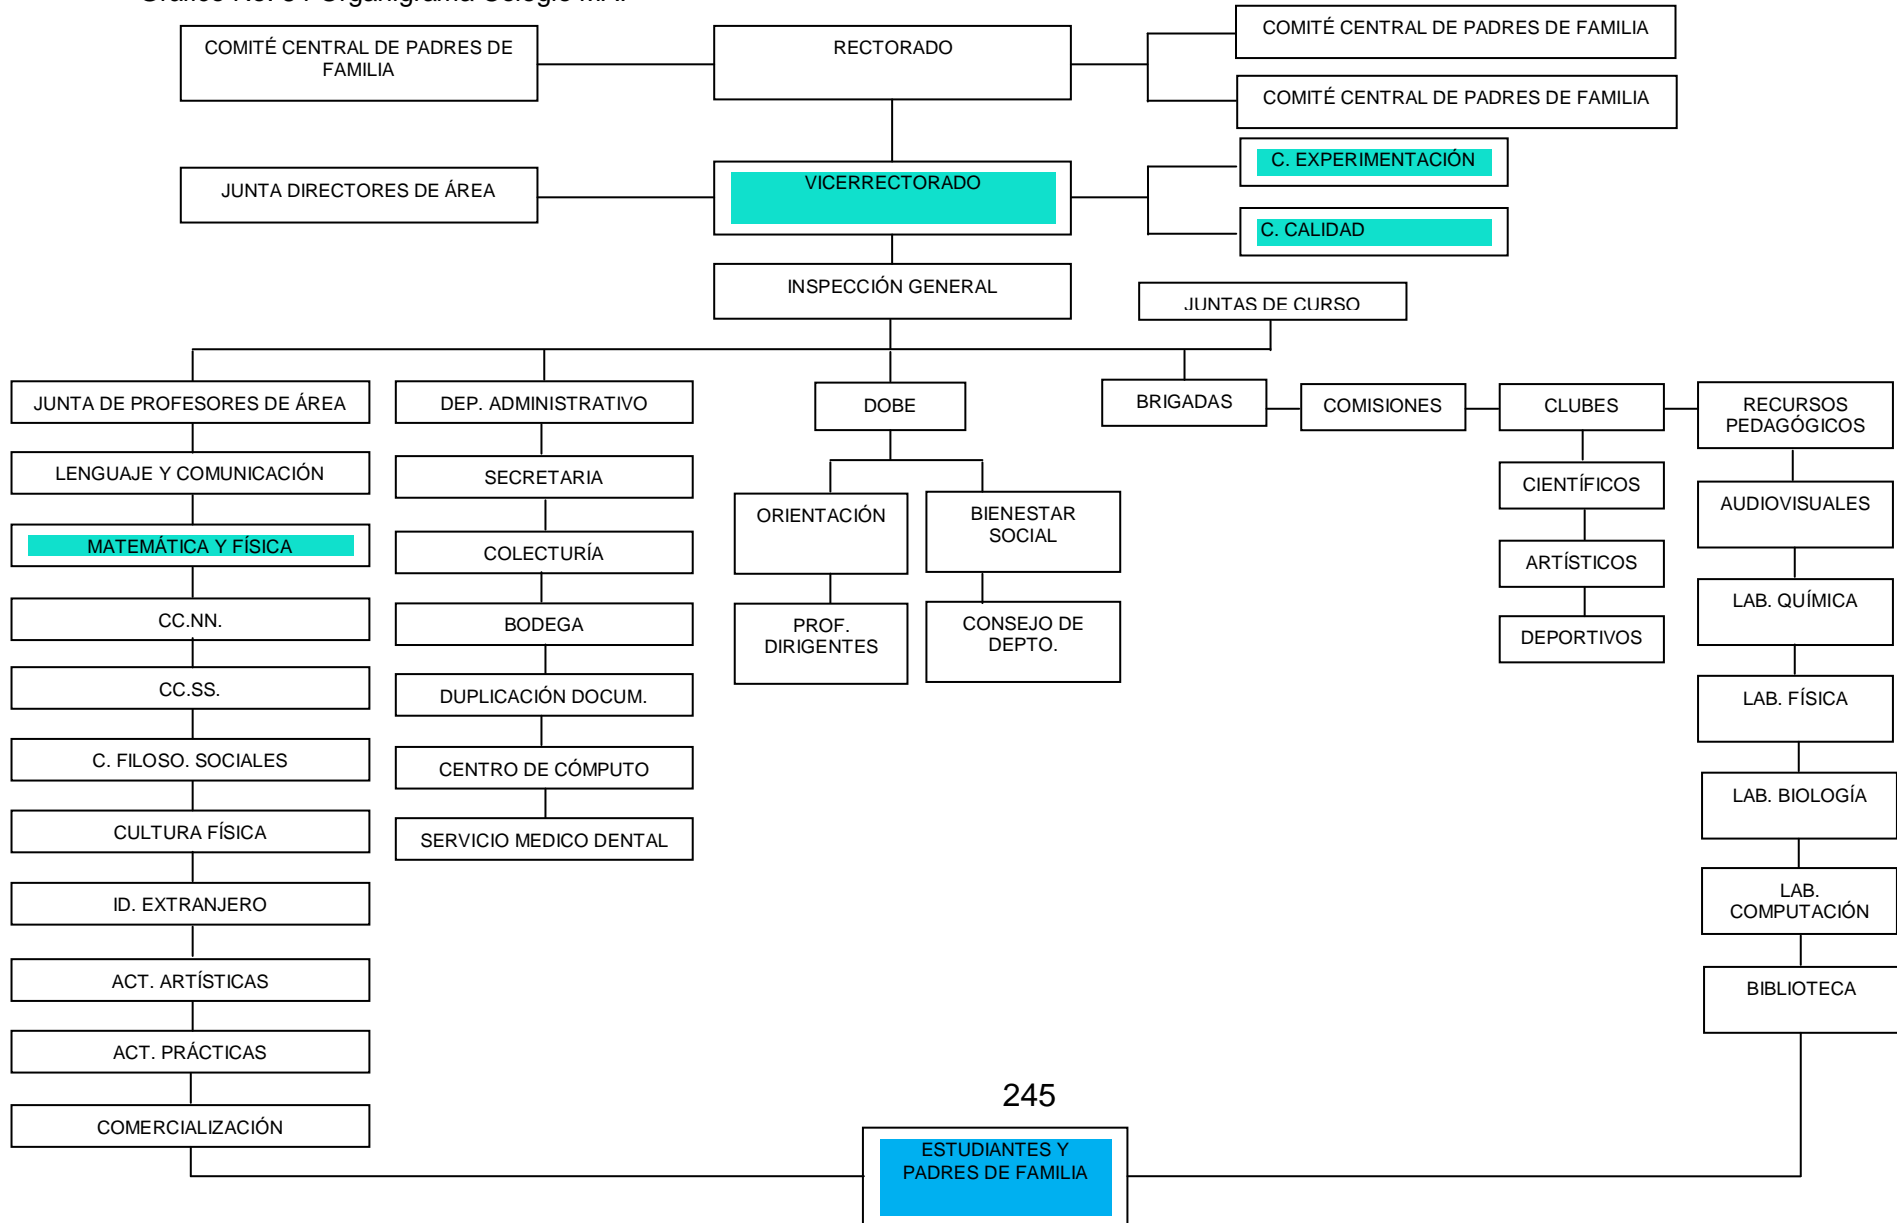 COMITÉ CENTRAL DE PADRES DE
FAMILIA
RECTORADO
COMITÉ CENTRAL DE PADRES DE FAMILIA
COMITÉ CENTRAL DE PADRES DE FAMILIA
JUNTA DIRECTORES DE ÁREA
VICERRECTORADO
C. EXPERIMENTACIÓN
C. CALIDAD
INSPECCIÓN GENERAL
JUNTAS DE CURSO
JUNTA DE PROFESORES DE ÁREA
LENGUAJE Y COMUNICACIÓN
MATEMÁTICA Y FÍSICA
CC.NN.
CC.SS.
C. FILOSO. SOCIALES
CULTURA FÍSICA
ID. EXTRANJERO
ACT. ARTÍSTICAS
ACT. PRÁCTICAS
COMERCIALIZACIÓN
DEP. ADMINISTRATIVO
SECRETARIA
COLECTURÍA
BODEGA
DUPLICACIÓN DOCUM.
CENTRO DE CÓMPUTO
SERVICIO MEDICO DENTAL
DOBE
ORIENTACIÓN
PROF.
DIRIGENTES
BIENESTAR
SOCIAL
CONSEJO DE
DEPTO.
BRIGADAS
COMISIONES
CLUBES
CIENTÍFICOS
ARTÍSTICOS
DEPORTIVOS
RECURSOS
PEDAGÓGICOS
AUDIOVISUALES
LAB. QUÍMICA
LAB. FÍSICA
LAB. BIOLOGÍA
LAB.
COMPUTACIÓN
BIBLIOTECA
245
ESTUDIANTES Y
PADRES DE FAMILIA